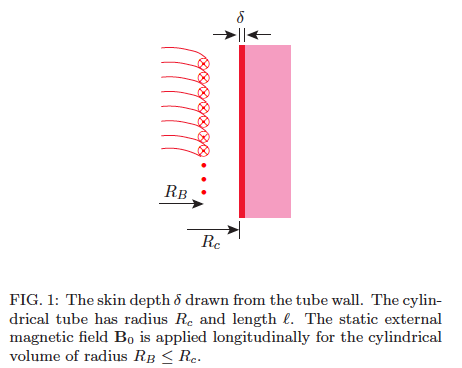 δ
R_B
R_c
FIG. 1: The skin depth δ drawn from the tube wall. The cylin-
drical tube has radius R_c and length ℓ. The static external
magnetic field B₀ is applied longitudinally for the cylindrical
volume of radius R_B ≤ R_c.